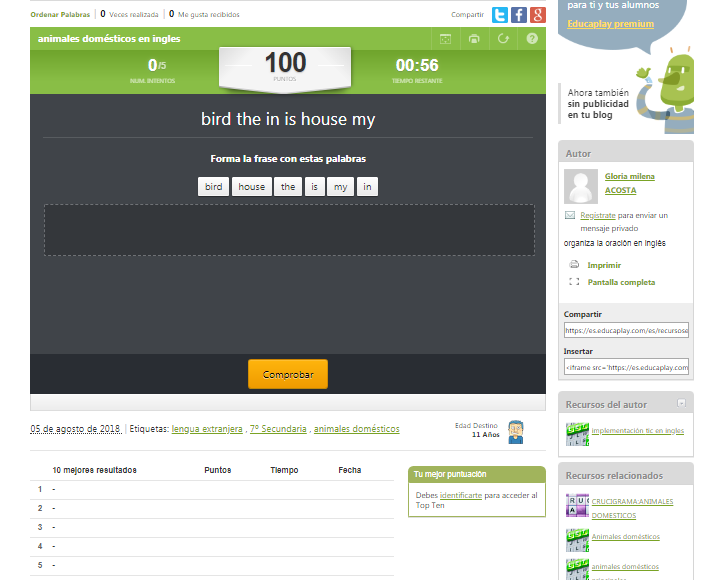 Ordenar Palabras | 0 Veces realizada | 0 Me gusta recibidos
Compartir
animales domésticos en ingles
0/5
NUM. INTENTOS
100
PUNTOS
00:56
TIEMPO RESTANTE
bird the in is house my
Forma la frase con estas palabras
bird house the is my in
Comprobar
05 de agosto de 2018 | Etiquetas: lengua extranjera , 7º Secundaria , animales domésticos
Edad Destino
11 Años
10 mejores resultados Puntos Tiempo Fecha
1 -
2 -
3 -
4 -
5 -
Tu mejor puntuación
Debes identificarte para acceder al
Top Ten
para ti y tus alumnos
Educaplay premium
Ahora también
sin publicidad
en tu blog
Autor
Gloria milena
ACOSTA
Regístrate para enviar un
mensaje privado
organiza la oración en inglés
Imprimir
Pantalla completa
Compartir
https://es.educaplay.com/es/recursose
Insertar
<iframe src='https://es.educaplay.com
Recursos del autor
implementación tic en ingles
Recursos relacionados
CRUCIGRAMA:ANIMALES
DOMESTICOS
Animales domésticos
animales domésticos
principales